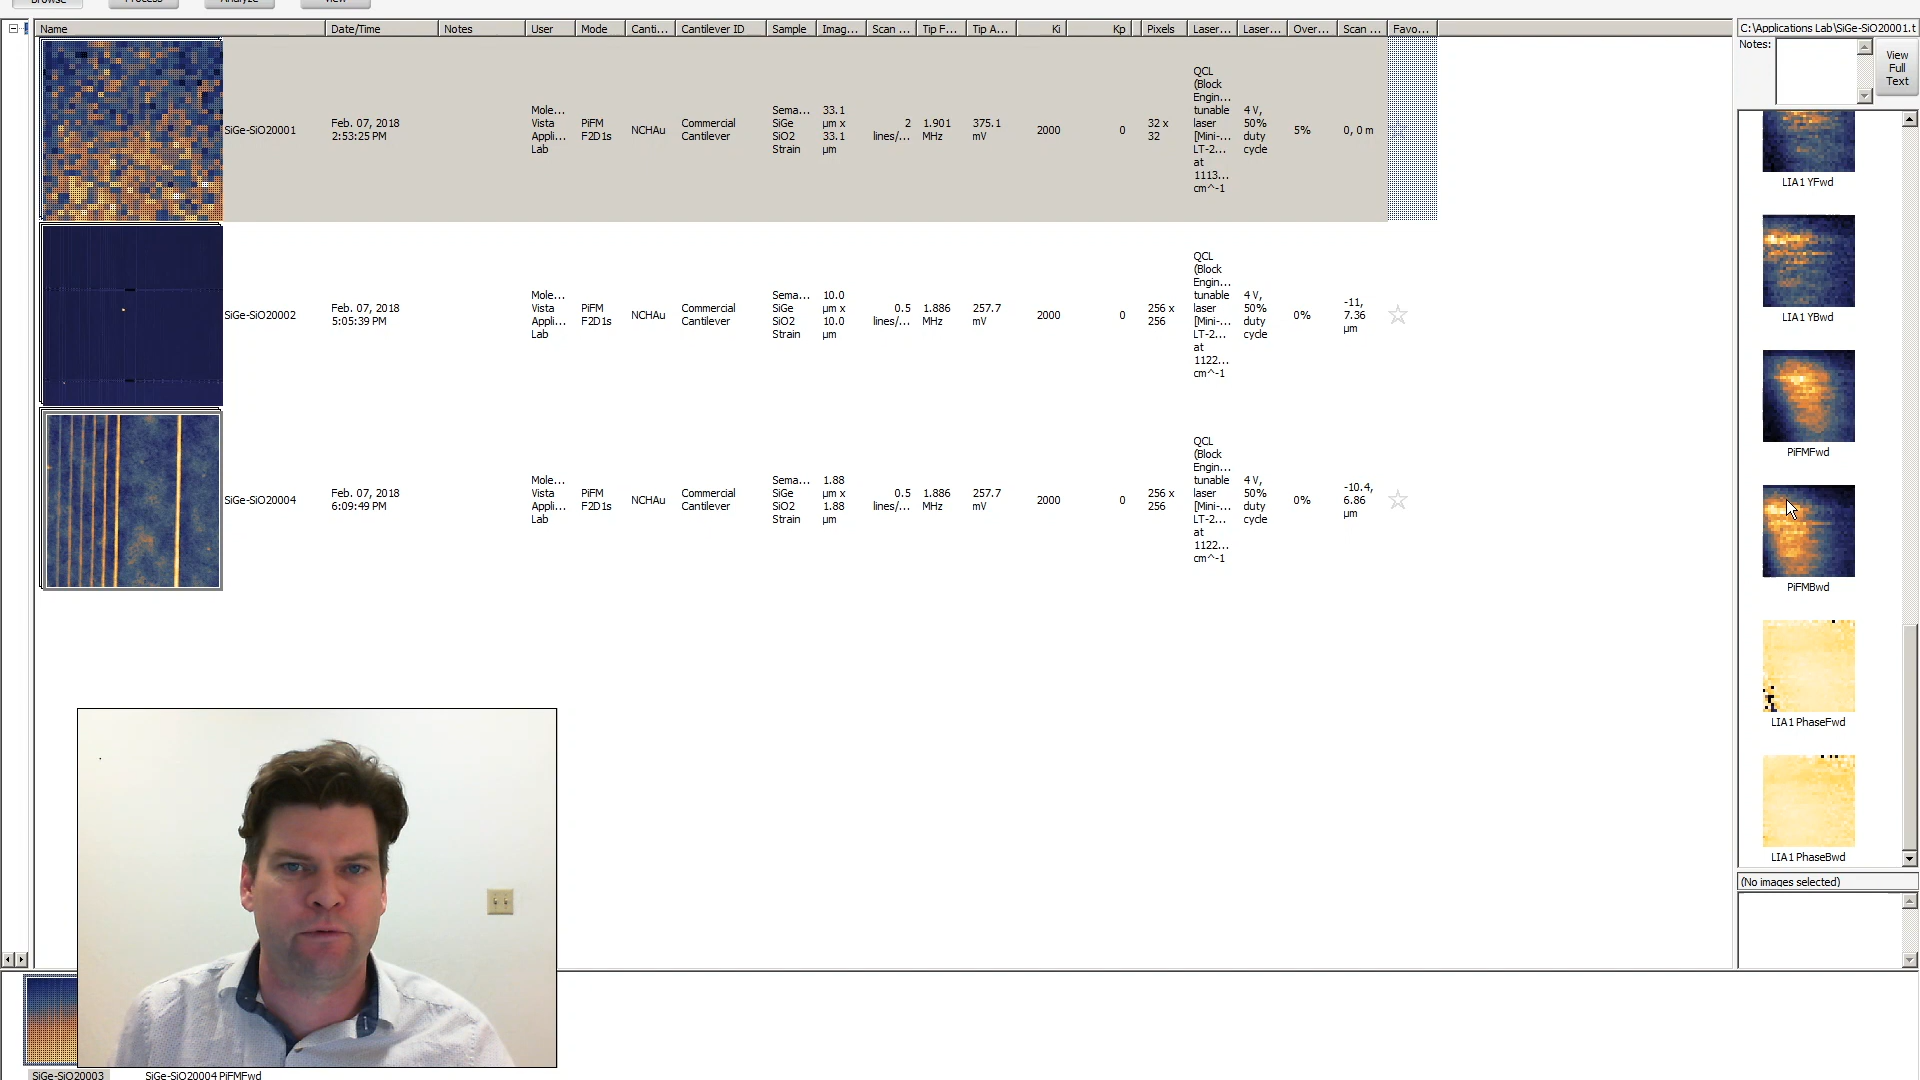 Browse Process Analyze View
Name Date/Time Notes User Mode Canti... Cantilever ID Sample Imag... Scan ... Tip F... Tip A... Ki Kp Pixels Laser... Laser... Over... Scan ... Favo...
SiGe-SiO20001
Feb. 07, 2018
2:53:25 PM
Mole...
Vista
Appli...
Lab
PiFM
F2D1s
NCHAu
Commercial
Cantilever
Sema...
SiGe
SiO2
Strain
33.1
µm x
33.1
µm
2
lines/...
1.901
MHz
375.1
mV
2000
0
32 x
32
QCL
(Block
Engin...
tunable
laser
[Mini-...
LT-2...
at
1113...
cm^-1
4 V,
50%
duty
cycle
5%
0, 0 m
SiGe-SiO20002
Feb. 07, 2018
5:05:39 PM
Mole...
Vista
Appli...
Lab
PiFM
F2D1s
NCHAu
Commercial
Cantilever
Sema...
SiGe
SiO2
Strain
10.0
µm x
10.0
µm
0.5
lines/...
1.886
MHz
257.7
mV
2000
0
256 x
256
QCL
(Block
Engin...
tunable
laser
[Mini-...
LT-2...
at
1122...
cm^-1
4 V,
50%
duty
cycle
0%
-11,
7.36
µm
SiGe-SiO20004
Feb. 07, 2018
6:09:49 PM
Mole...
Vista
Appli...
Lab
PiFM
F2D1s
NCHAu
Commercial
Cantilever
Sema...
SiGe
SiO2
Strain
1.88
µm x
1.88
µm
0.5
lines/...
1.886
MHz
257.7
mV
2000
0
256 x
256
QCL
(Block
Engin...
tunable
laser
[Mini-...
LT-2...
at
1122...
cm^-1
4 V,
50%
duty
cycle
0%
-10.4,
6.86
µm
C:\Applications Lab\SiGe-SiO20001.t
Notes:
View
Full
Text
LIA1 YFwd
LIA1 YBwd
PiFMFwd
PiFMBwd
LIA1 PhaseFwd
LIA1 PhaseBwd
(No images selected)
SiGe-SiO20003 SiGe-SiO20004 PiFMFwd